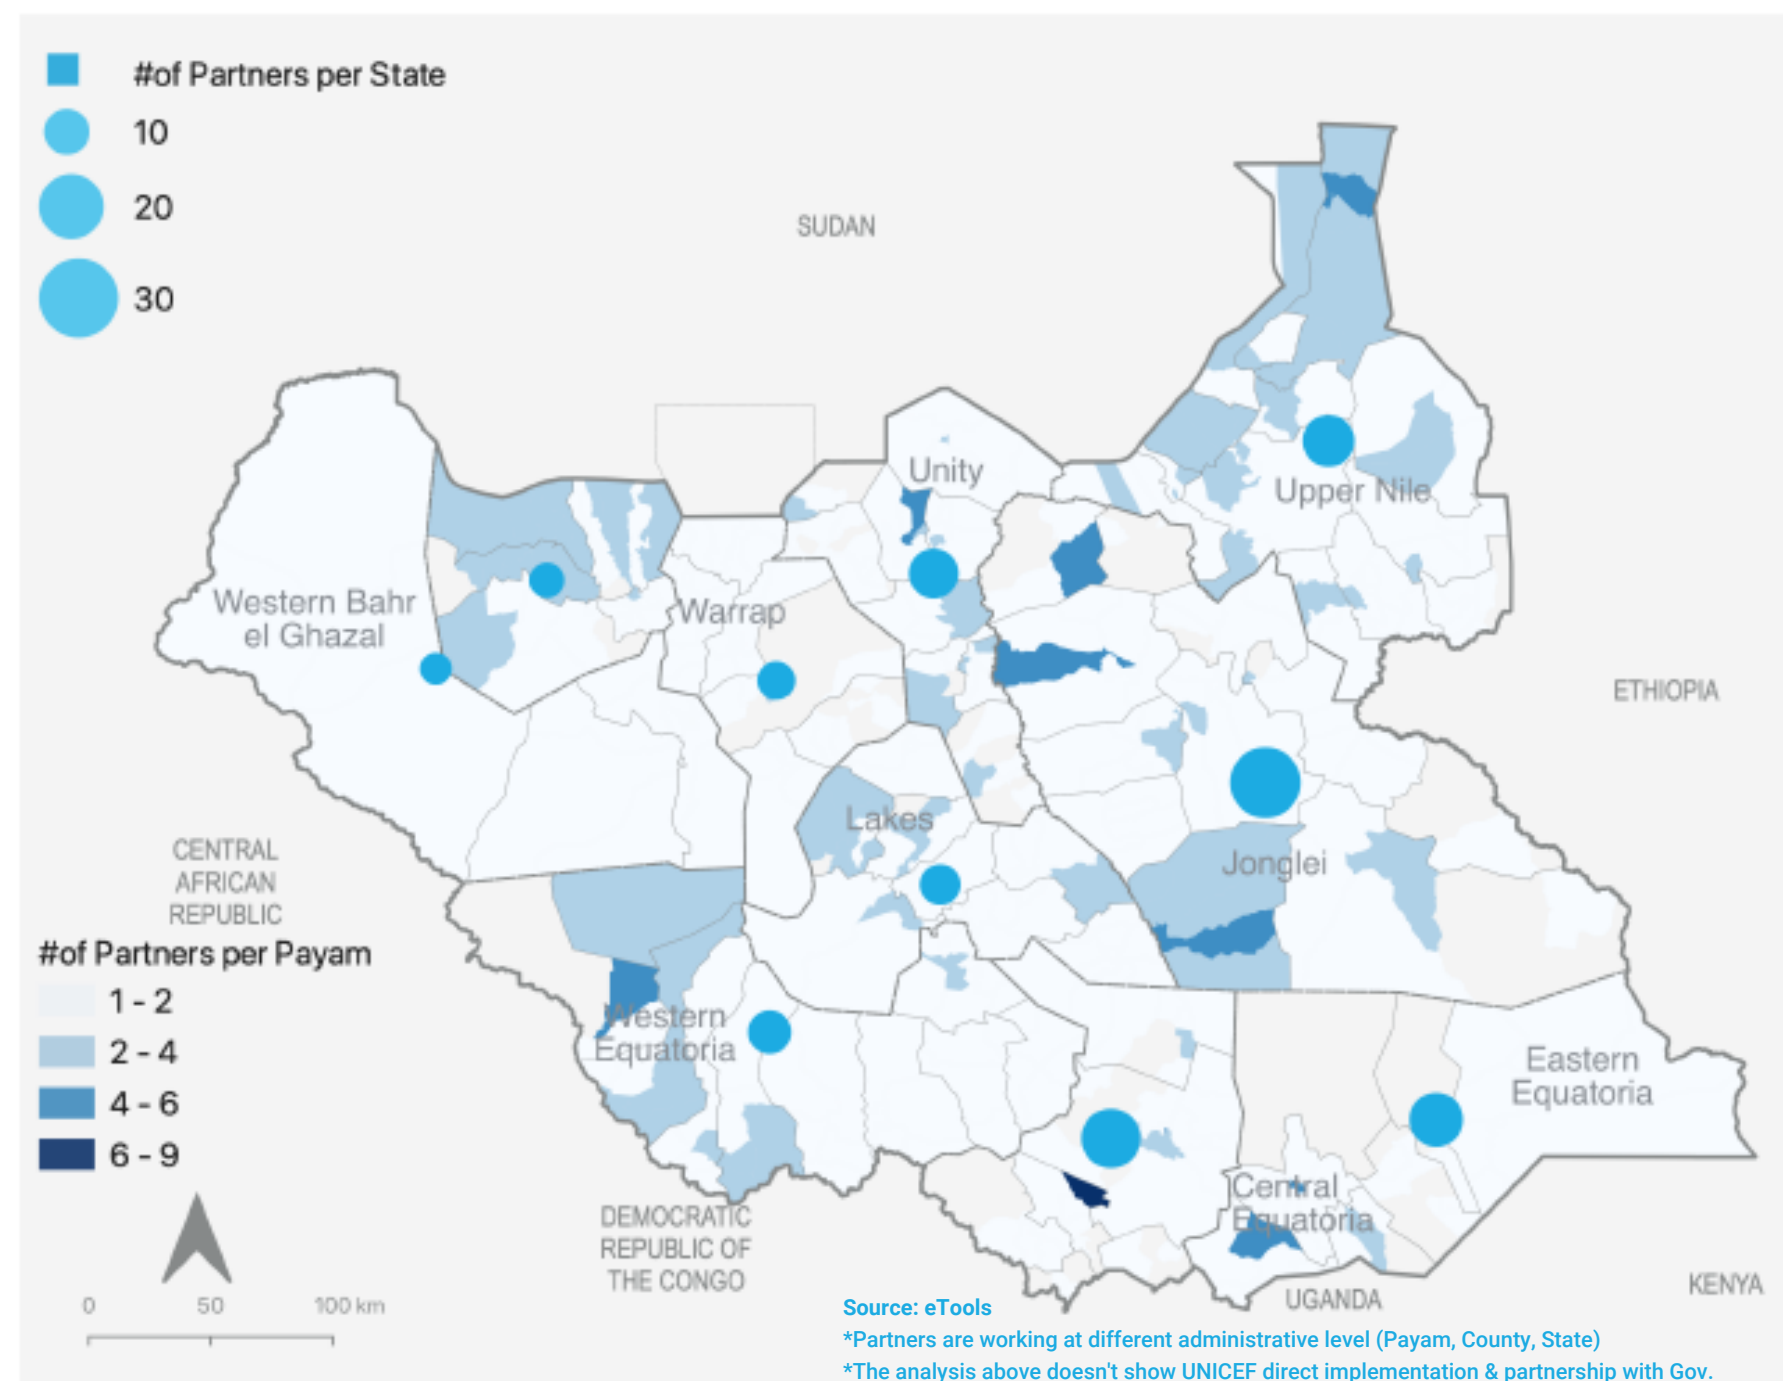 #of Partners per State
10
20
30
SUDAN
Unity
Upper Nile
Western Bahr
el Ghazal
Warrap
ETHIOPIA
Lakes
Jonglei
CENTRAL
AFRICAN
REPUBLIC
#of Partners per Payam
1 - 2
2 - 4
4 - 6
6 - 9
Western
Equatoria
Eastern
Equatoria
Central
Equatoria
DEMOCRATIC
REPUBLIC OF
THE CONGO
KENYA
UGANDA
0 50 100 km
Source: eTools
*Partners are working at different administrative level (Payam, County, State)
*The analysis above doesn't show UNICEF direct implementation & partnership with Gov.